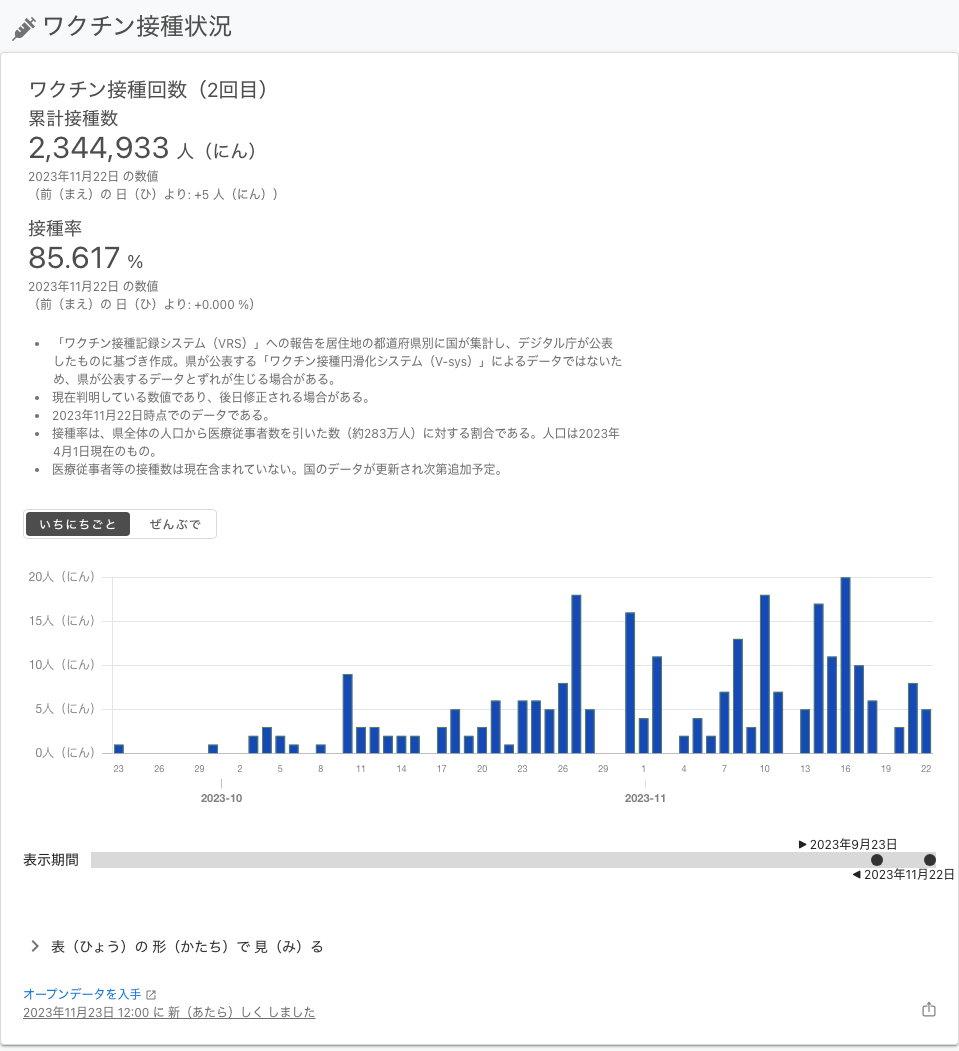 ワクチン接種状況
ワクチン接種回数（2回目）
累計接種数
2,344,933 人（にん）
2023年11月22日 の数値
（前（まえ）の 日（ひ）より: +5 人（にん））
接種率
85.617 %
2023年11月22日 の数値
（前（まえ）の 日（ひ）より: +0.000 %）
• 「ワクチン接種記録システム（VRS）」への報告を居住地の都道府県別に国が集計し、デジタル庁が公表
したものに基づき作成。県が公表する「ワクチン接種円滑化システム（V-sys）」によるデータではないた
め、県が公表するデータとずれが生じる場合がある。
• 現在判明している数値であり、後日修正される場合がある。
• 2023年11月22日時点でのデータである。
• 接種率は、県全体の人口から医療従事者数を引いた数（約283万人）に対する割合である。人口は2023年
4月1日現在のもの。
• 医療従事者等の接種数は現在含まれていない。国のデータが更新され次第追加予定。
いちにちごと ぜんぶで
20人（にん）
15人（にん）
10人（にん）
5人（にん）
0人（にん）
23 26 29 2 5 8 11 14 17 20 23 26 29 1 4 7 10 13 16 19 22
2023-10 2023-11
▶ 2023年9月23日
表示期間
◀ 2023年11月22日
表（ひょう）の 形（かたち）で 見（み）る
オープンデータを入手
2023年11月23日 12:00 に 新（あたら）しく しました